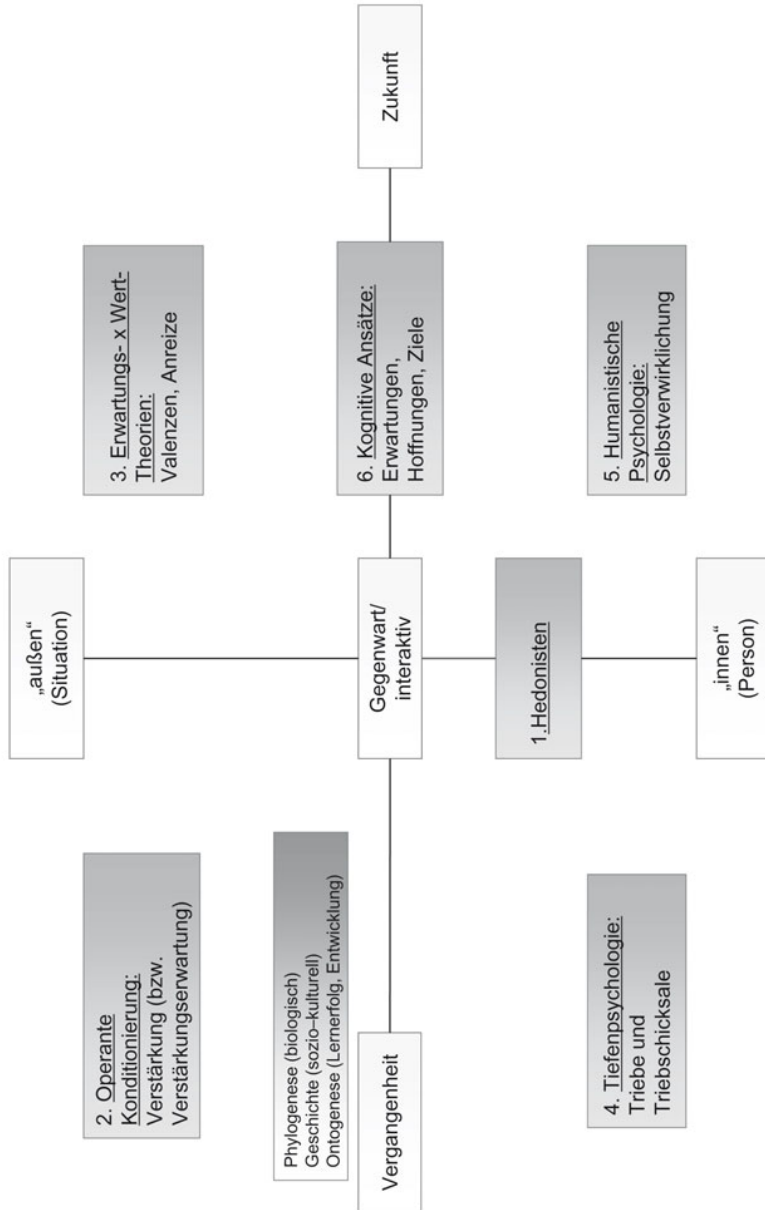 „außen“
(Situation)
2. Operante
Konditionierung:
Verstärkung (bzw.
Verstärkungserwartung)
3. Erwartungs- x Wert-
Theorien:
Valenzen, Anreize
Phylogenese (biologisch)
Geschichte (sozio–kulturell)
Ontogenese (Lernerfolg, Entwicklung)
Vergangenheit
Gegenwart/
interaktiv
6. Kognitive Ansätze:
Erwartungen,
Hoffnungen, Ziele
Zukunft
1.Hedonisten
4. Tiefenpsychologie:
Triebe und
Triebschicksale
5. Humanistische
Psychologie:
Selbstverwirklichung
„innen“
(Person)